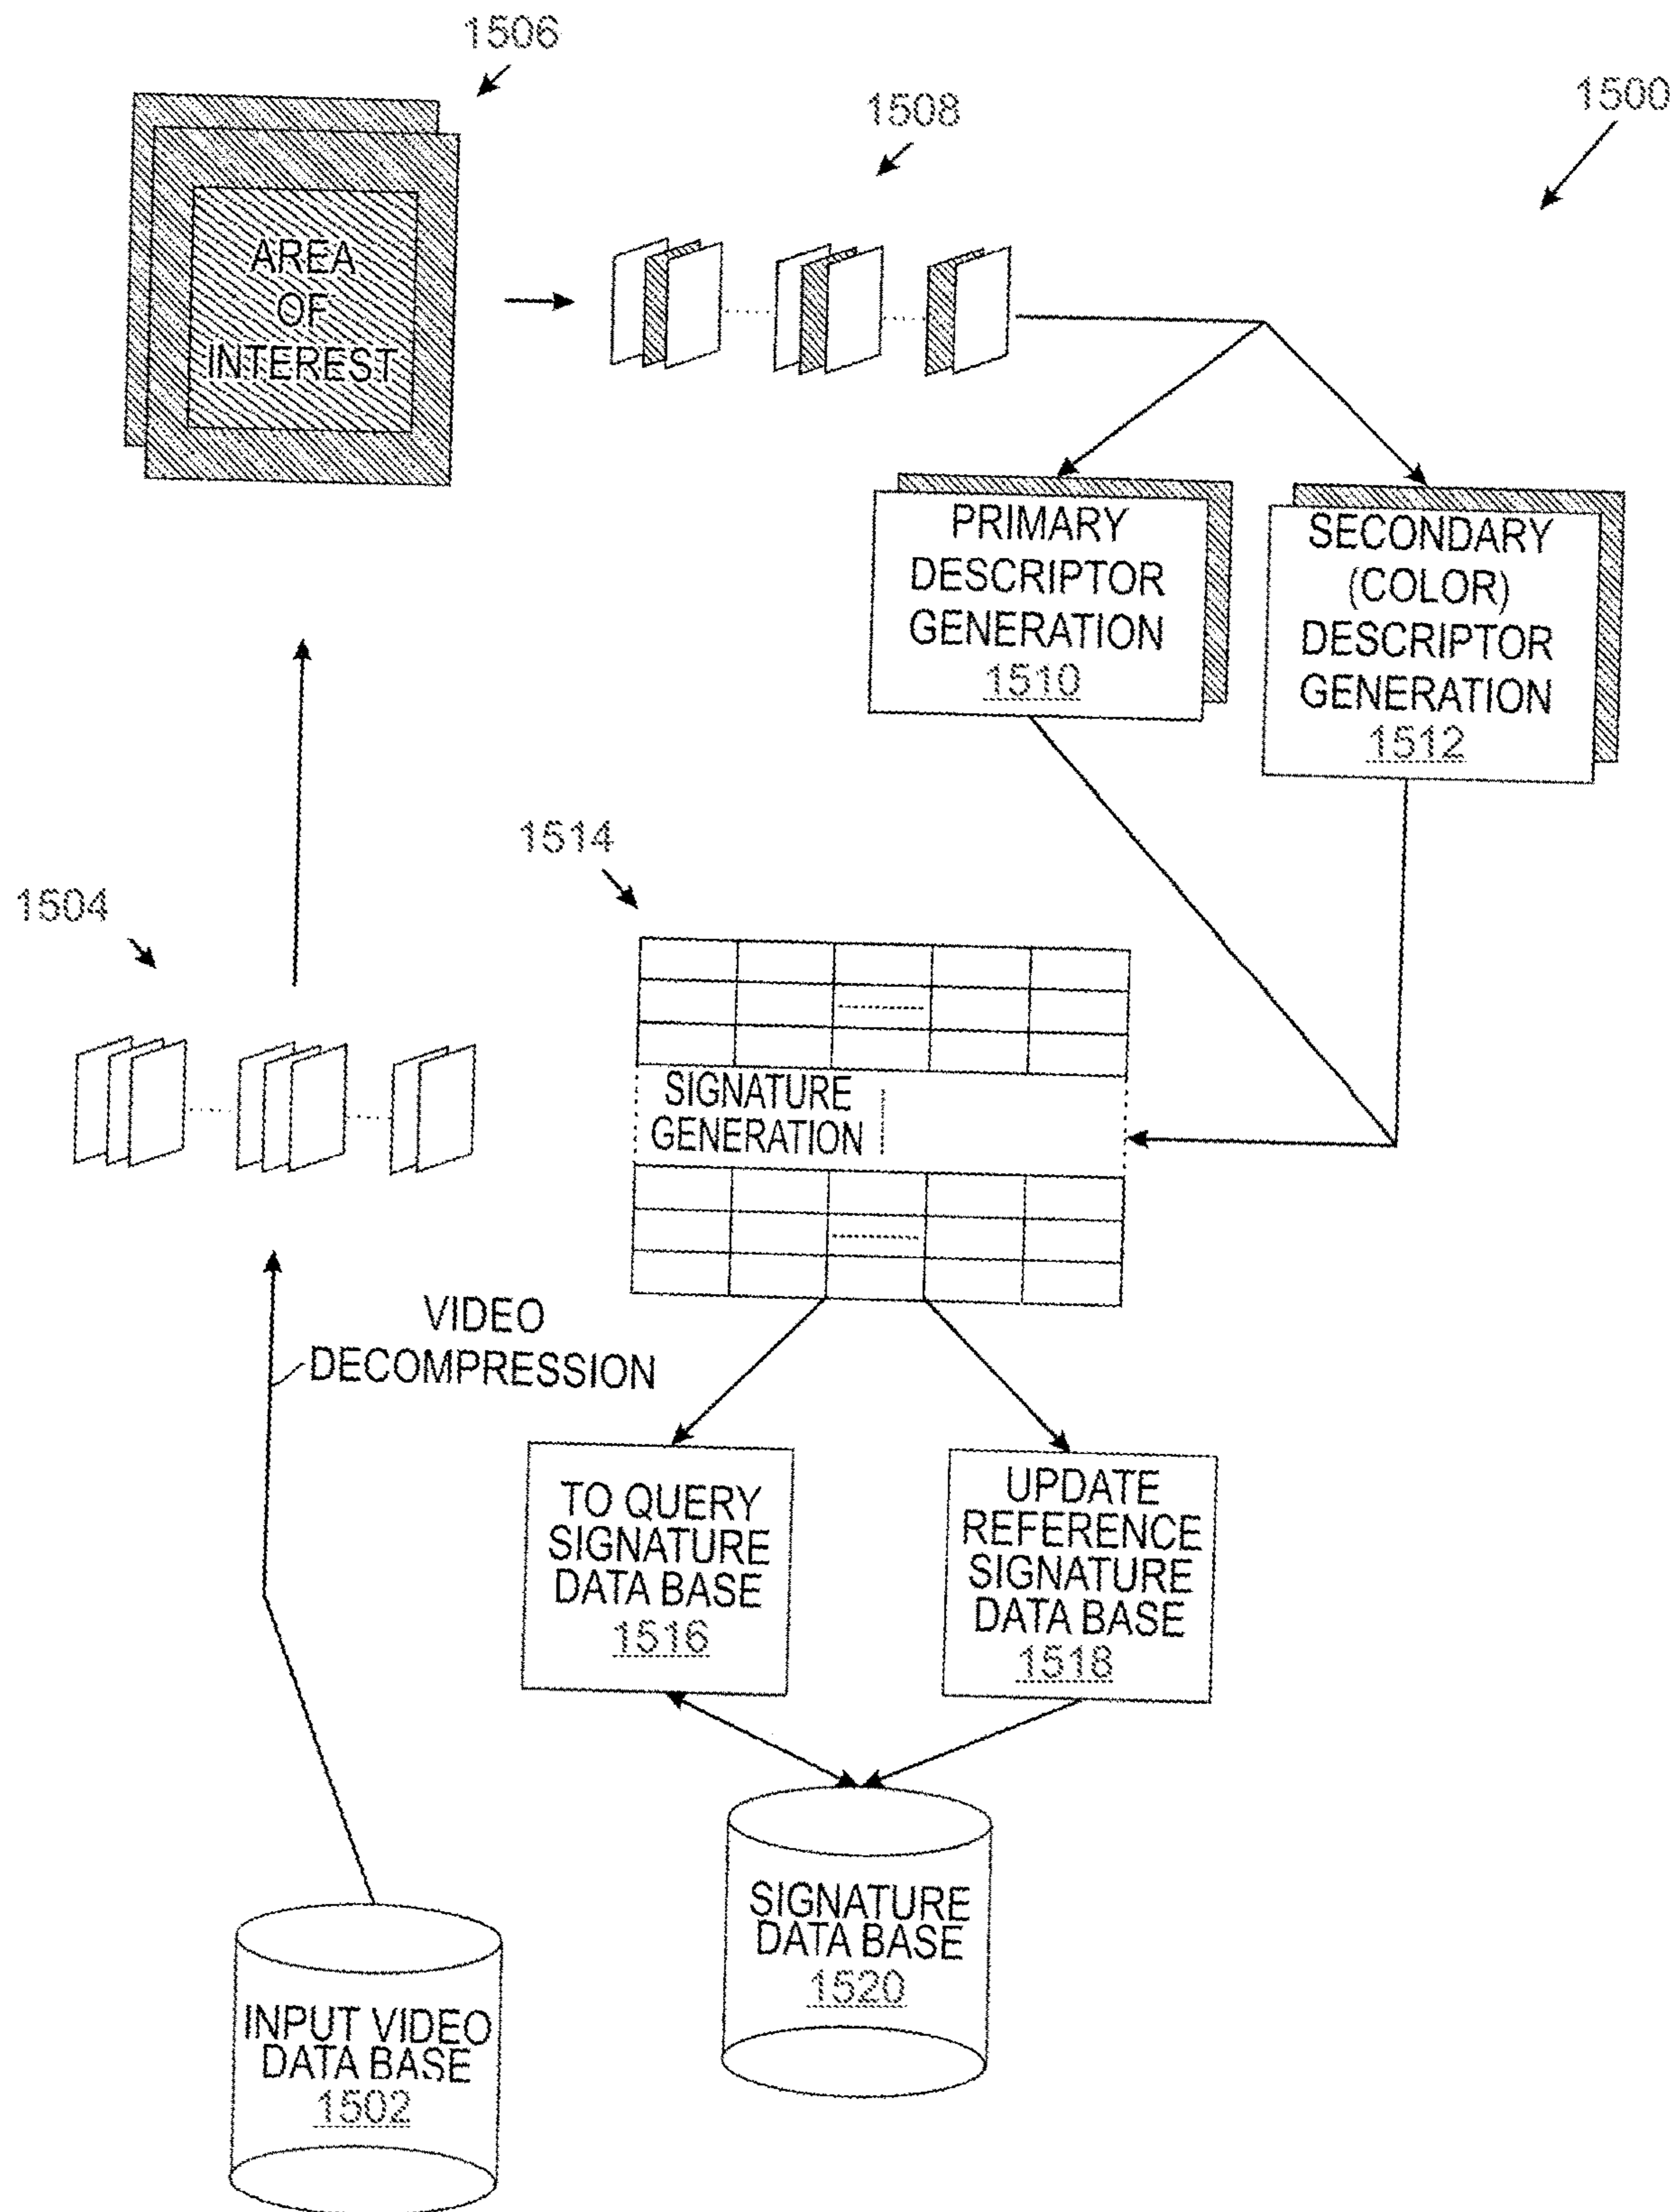 1506
1508
1500
AREA
OF
INTEREST
PRIMARY
DESCRIPTOR
GENERATION
1510
SECONDARY
(COLOR)
DESCRIPTOR
GENERATION
1512
1514
1504
SIGNATURE
GENERATION
VIDEO
DECOMPRESSION
TO QUERY
SIGNATURE
DATA BASE
1516
UPDATE
REFERENCE
SIGNATURE
DATA BASE
1518
SIGNATURE
DATA BASE
1520
INPUT VIDEO
DATA BASE
1502